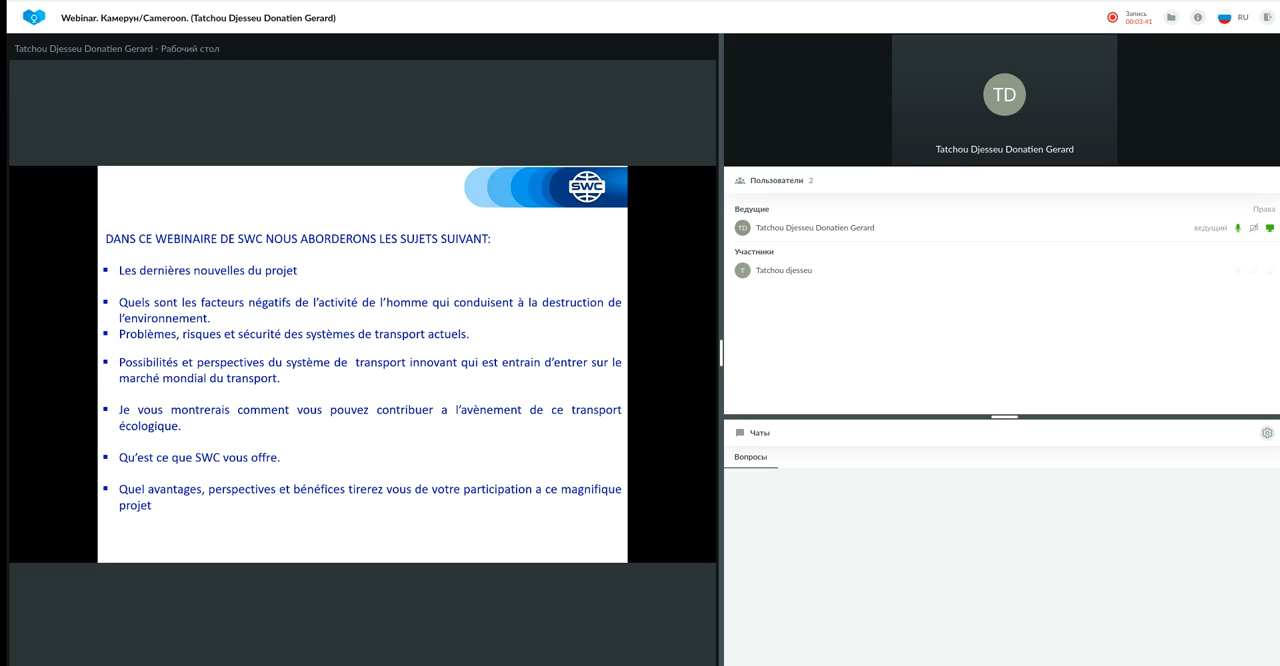 Webinar. Камерун/Cameroon. (Tatchou Djesseu Donatien Gerard)
Запись
00:03:41
RU
Tatchou Djesseu Donatien Gerard - Рабочий стол
SWC
DANS CE WEBINAIRE DE SWC NOUS ABORDERONS LES SUJETS SUIVANT:
▪ Les dernières nouvelles du projet
▪ Quels sont les facteurs négatifs de l'activité de l'homme qui conduisent à la destruction de
l'environnement.
▪ Problèmes, risques et sécurité des systèmes de transport actuels.
▪ Possibilités et perspectives du système de transport innovant qui est entrain d'entrer sur le
marché mondial du transport.
▪ Je vous montrerais comment vous pouvez contribuer a l'avènement de ce transport
écologique.
▪ Qu'est ce que SWC vous offre.
▪ Quel avantages, perspectives et bénéfices tirerez vous de votre participation a ce magnifique
projet
TD
Tatchou Djesseu Donatien Gerard
Пользователи 2
Ведущие Права
TD Tatchou Djesseu Donatien Gerard ведущий
Участники
T Tatchou djesseu
Чаты
Вопросы